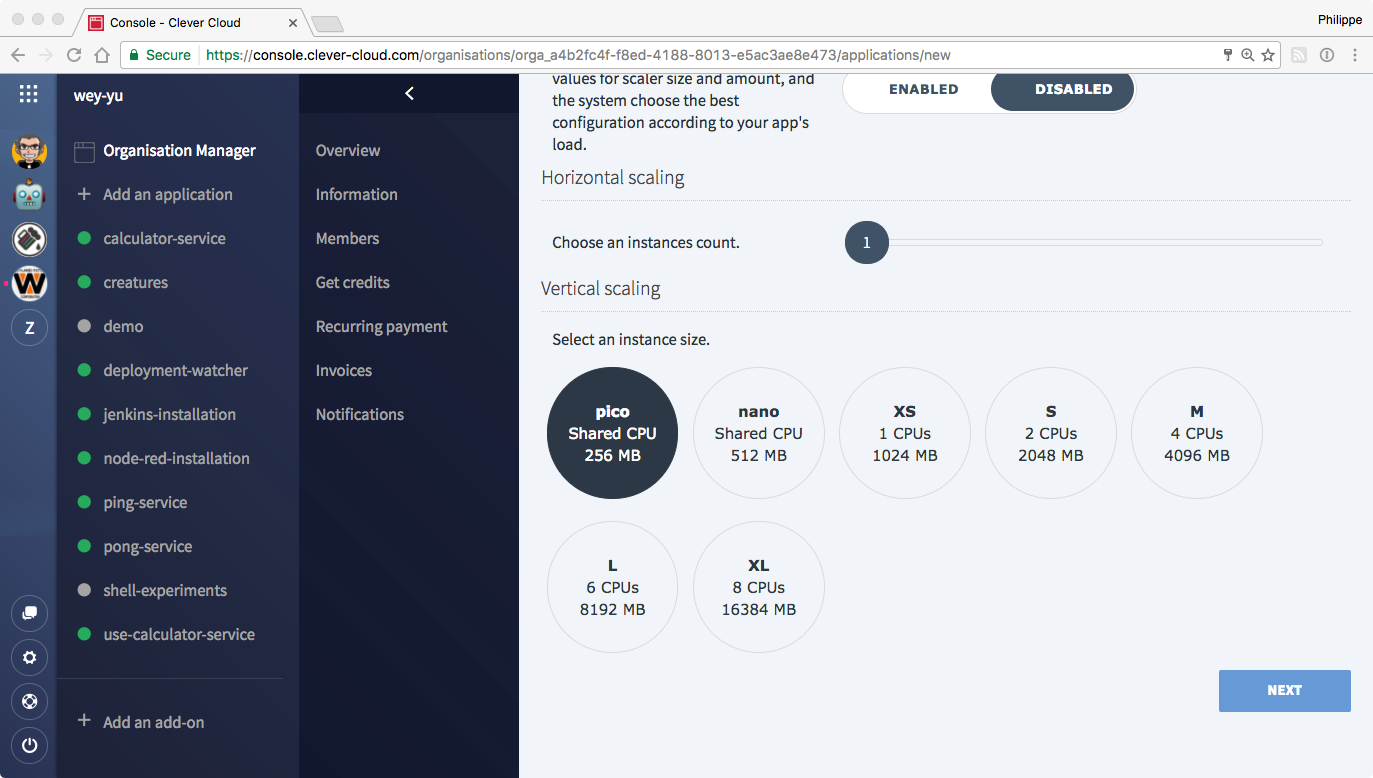 Console - Clever Cloud
Philippe
Secure
https://console.clever-cloud.com/organisations/orga_a4b2fc4f-f8ed-4188-8013-e5ac3ae8e473/applications/new
wey-yu
Organisation Manager
Add an application
calculator-service
creatures
demo
deployment-watcher
jenkins-installation
node-red-installation
ping-service
pong-service
shell-experiments
use-calculator-service
Add an add-on
Z
Overview
Information
Members
Get credits
Recurring payment
Invoices
Notifications
values for scaler size and amount, and
the system choose the best
configuration according to your app's
load.
ENABLED
DISABLED
Horizontal scaling
Choose an instances count.
1
Vertical scaling
Select an instance size.
pico
Shared CPU
256 MB
nano
Shared CPU
512 MB
XS
1 CPUs
1024 MB
S
2 CPUs
2048 MB
M
4 CPUs
4096 MB
L
6 CPUs
8192 MB
XL
8 CPUs
16384 MB
NEXT